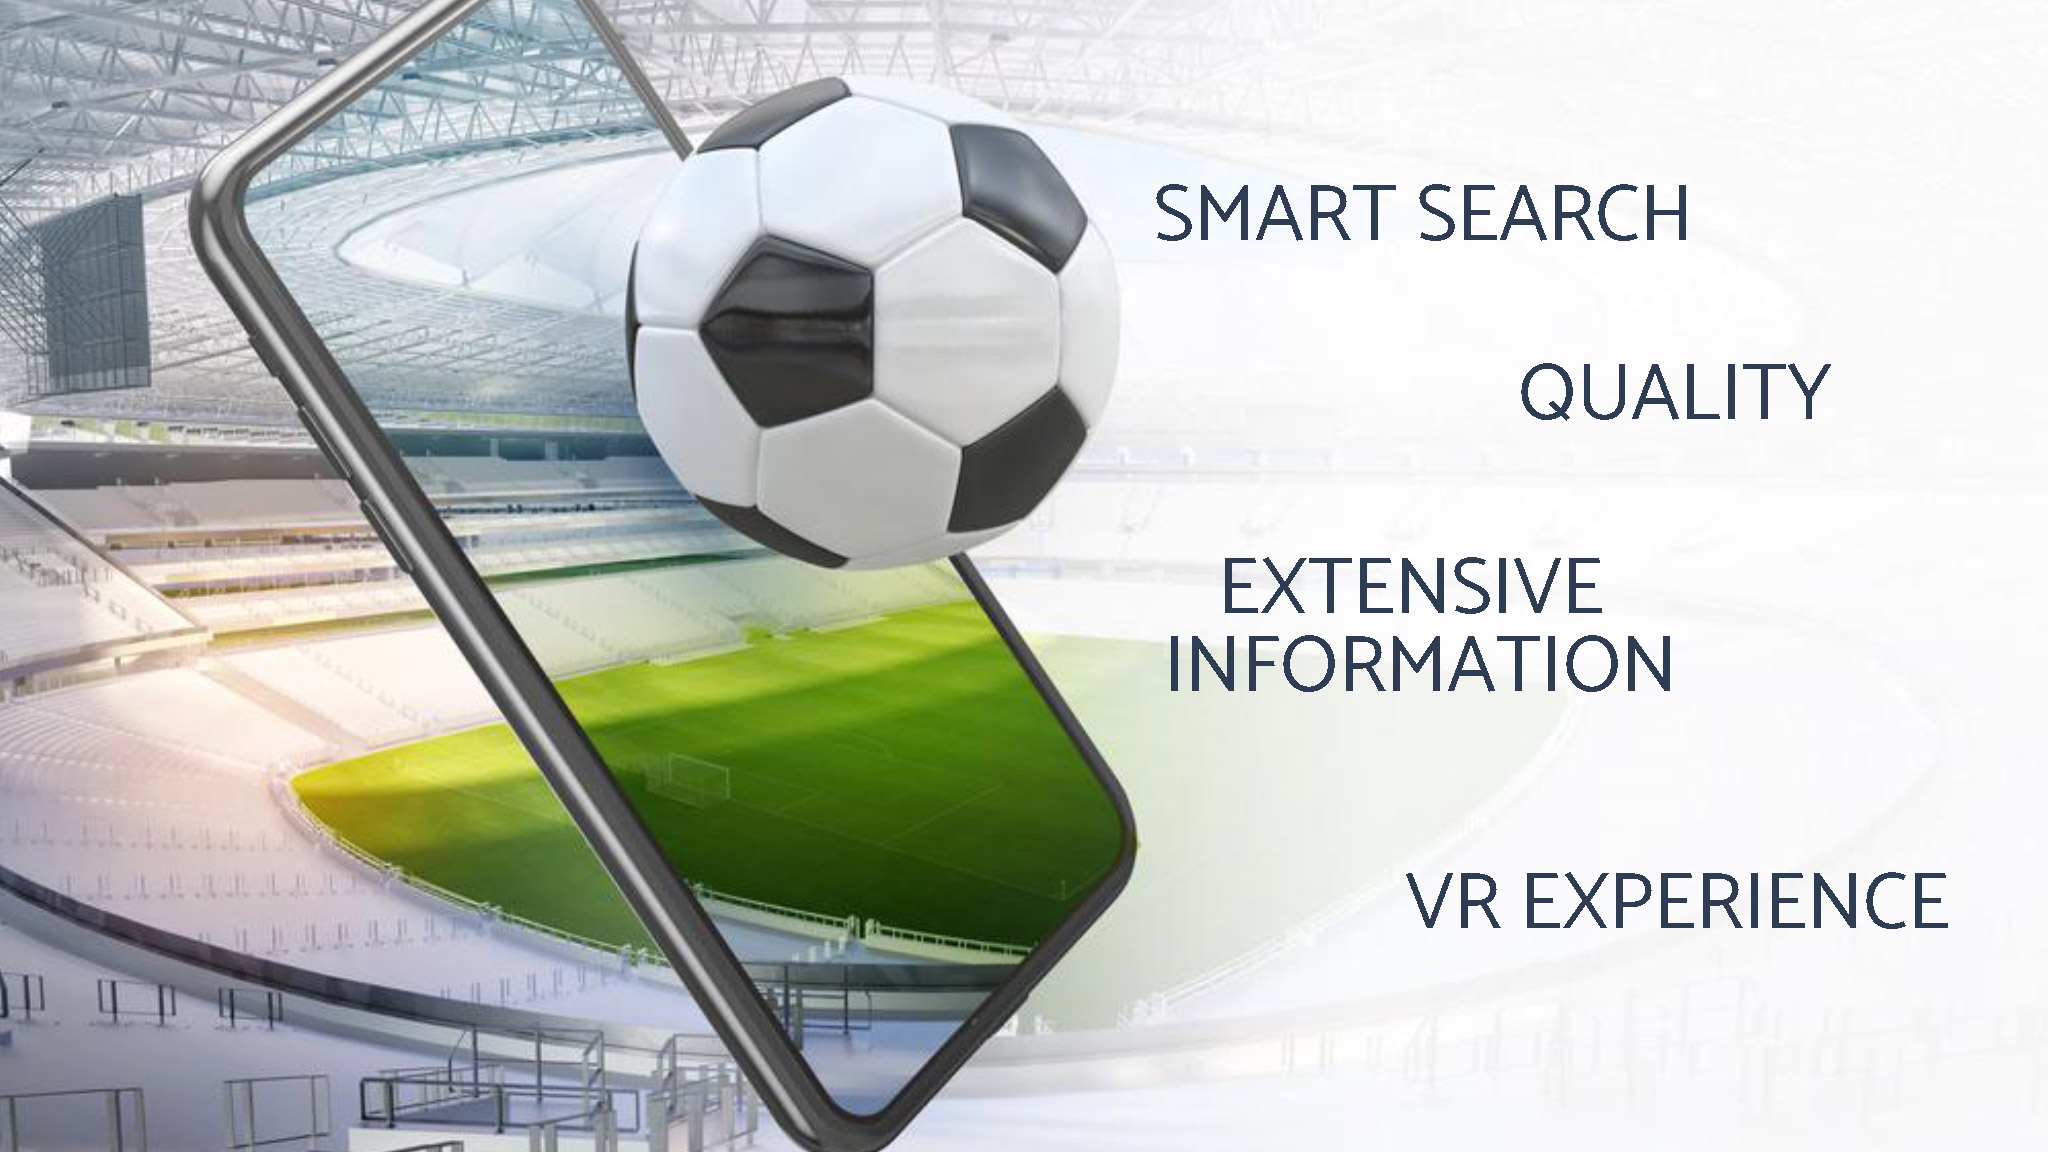 SMART SEARCH
QUALITY
EXTENSIVE
INFORMATION
VR EXPERIENCE